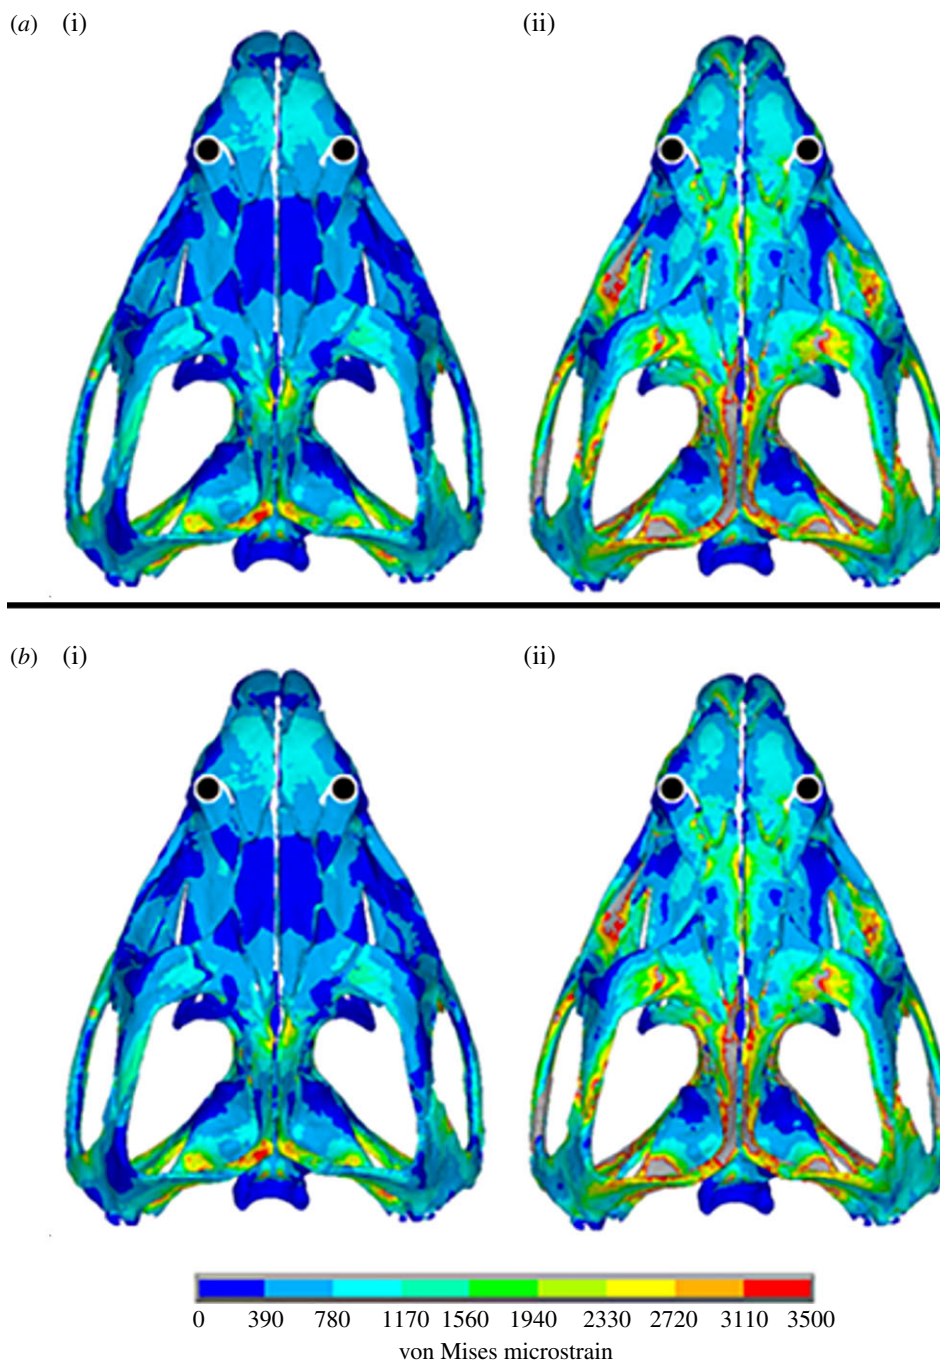 (a) (i) (ii)
(b) (i) (ii)
0 390 780 1170 1560 1940 2330 2720 3110 3500
von Mises microstrain